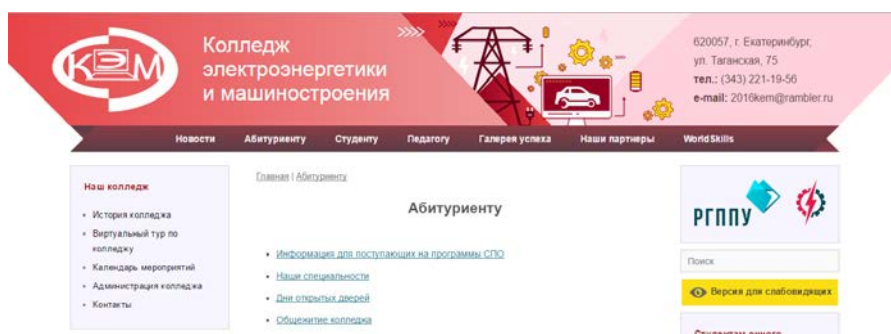 КЭМ
Колледж
электроэнергетики
и машиностроения
620057, г. Екатеринбург,
ул. Таганская, 75
тел.: (343) 221-19-56
e-mail: 2016kem@rambler.ru
Новости Абитуриенту Студенту Педагогу Галерея успеха Наши партнеры WorldSkills
Наш колледж
История колледжа
Виртуальный тур по
колледжу
Календарь мероприятий
Администрация колледжа
Контакты
Главная | Абитуриенту
Абитуриенту
Информация для поступающих на программы СПО
Наши специальности
Дни открытых дверей
Общежитие колледжа
РГППУ
Поиск
Версия для слабовидящих
Студентам очного